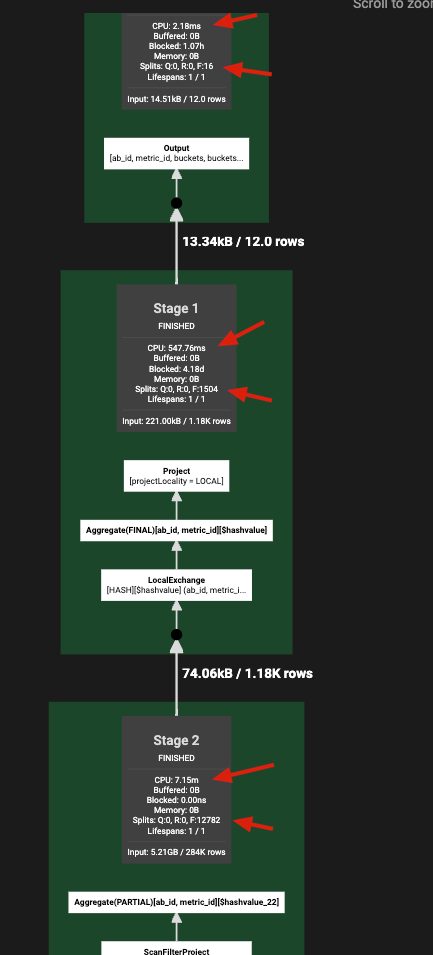 Scroll to zoom
CPU: 2.18ms
Buffered: 0B
Blocked: 1.07h
Memory: 0B
Splits: Q:0, R:0, F:16
Lifespans: 1 / 1
Input: 14.51kB / 12.0 rows
Output
[ab_id, metric_id, buckets, buckets...
13.34kB / 12.0 rows
Stage 1
FINISHED
CPU: 547.76ms
Buffered: 0B
Blocked: 4.18d
Memory: 0B
Splits: Q:0, R:0, F:1504
Lifespans: 1 / 1
Input: 221.00kB / 1.18K rows
Project
[projectLocality = LOCAL]
Aggregate(FINAL)[ab_id, metric_id][$hashvalue]
LocalExchange
[HASH][$hashvalue] (ab_id, metric_i...
74.06kB / 1.18K rows
Stage 2
FINISHED
CPU: 7.15m
Buffered: 0B
Blocked: 0.00ns
Memory: 0B
Splits: Q:0, R:0, F:12782
Lifespans: 1 / 1
Input: 5.21GB / 284K rows
Aggregate(PARTIAL)[ab_id, metric_id][$hashvalue_22]
ScanFilterProject